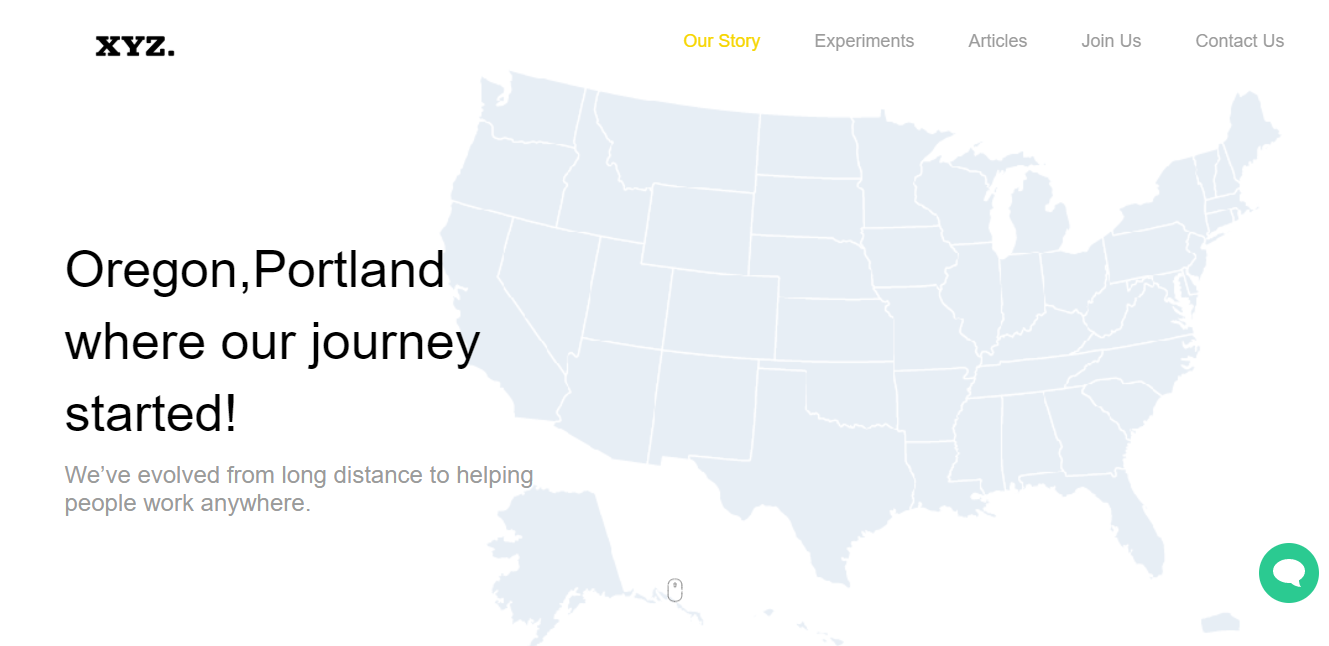 XYZ.
Our Story
Experiments
Articles
Join Us
Contact Us
Oregon,Portland
where our journey
started!
We’ve evolved from long distance to helping
people work anywhere.